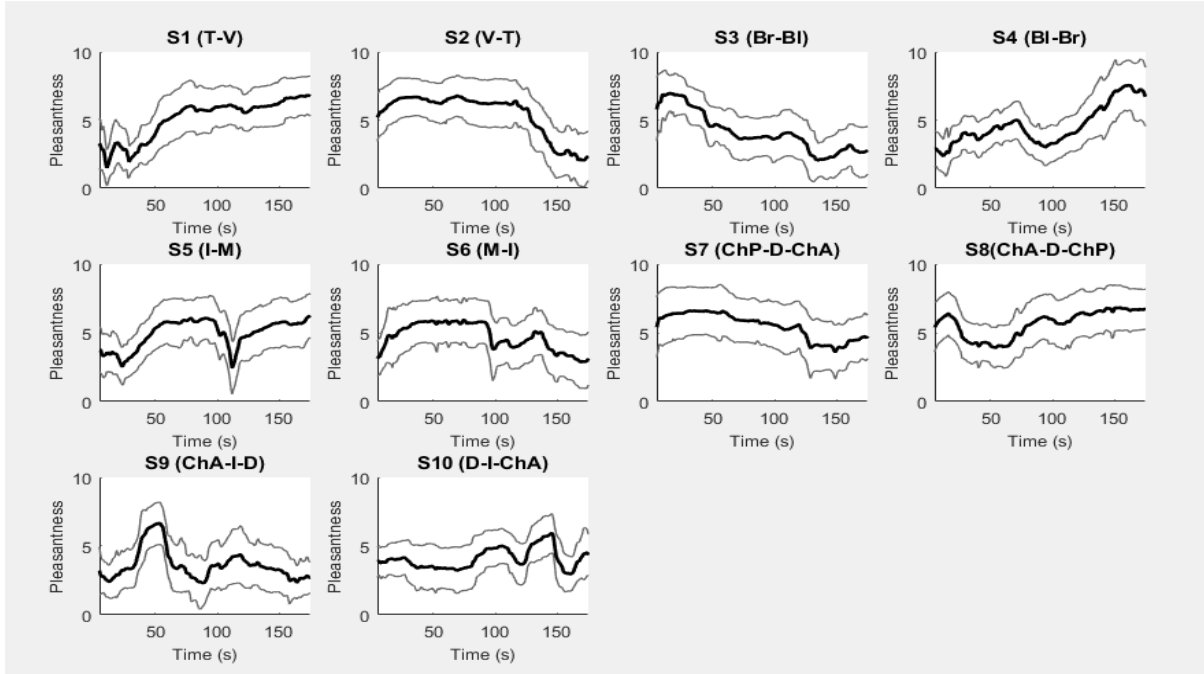 S1 (T-V)
10
5
0
Pleasantness
50 100 150
Time (s)
S2 (V-T)
10
5
0
Pleasantness
50 100 150
Time (s)
S3 (Br-Bl)
10
5
0
Pleasantness
50 100 150
Time (s)
S4 (Bl-Br)
10
5
0
Pleasantness
50 100 150
Time (s)
S5 (I-M)
10
5
0
Pleasantness
50 100 150
Time (s)
S6 (M-I)
10
5
0
Pleasantness
50 100 150
Time (s)
S7 (ChP-D-ChA)
10
5
0
Pleasantness
50 100 150
Time (s)
S8(ChA-D-ChP)
10
5
0
Pleasantness
50 100 150
Time (s)
S9 (ChA-I-D)
10
5
0
Pleasantness
50 100 150
Time (s)
S10 (D-I-ChA)
10
5
0
Pleasantness
50 100 150
Time (s)